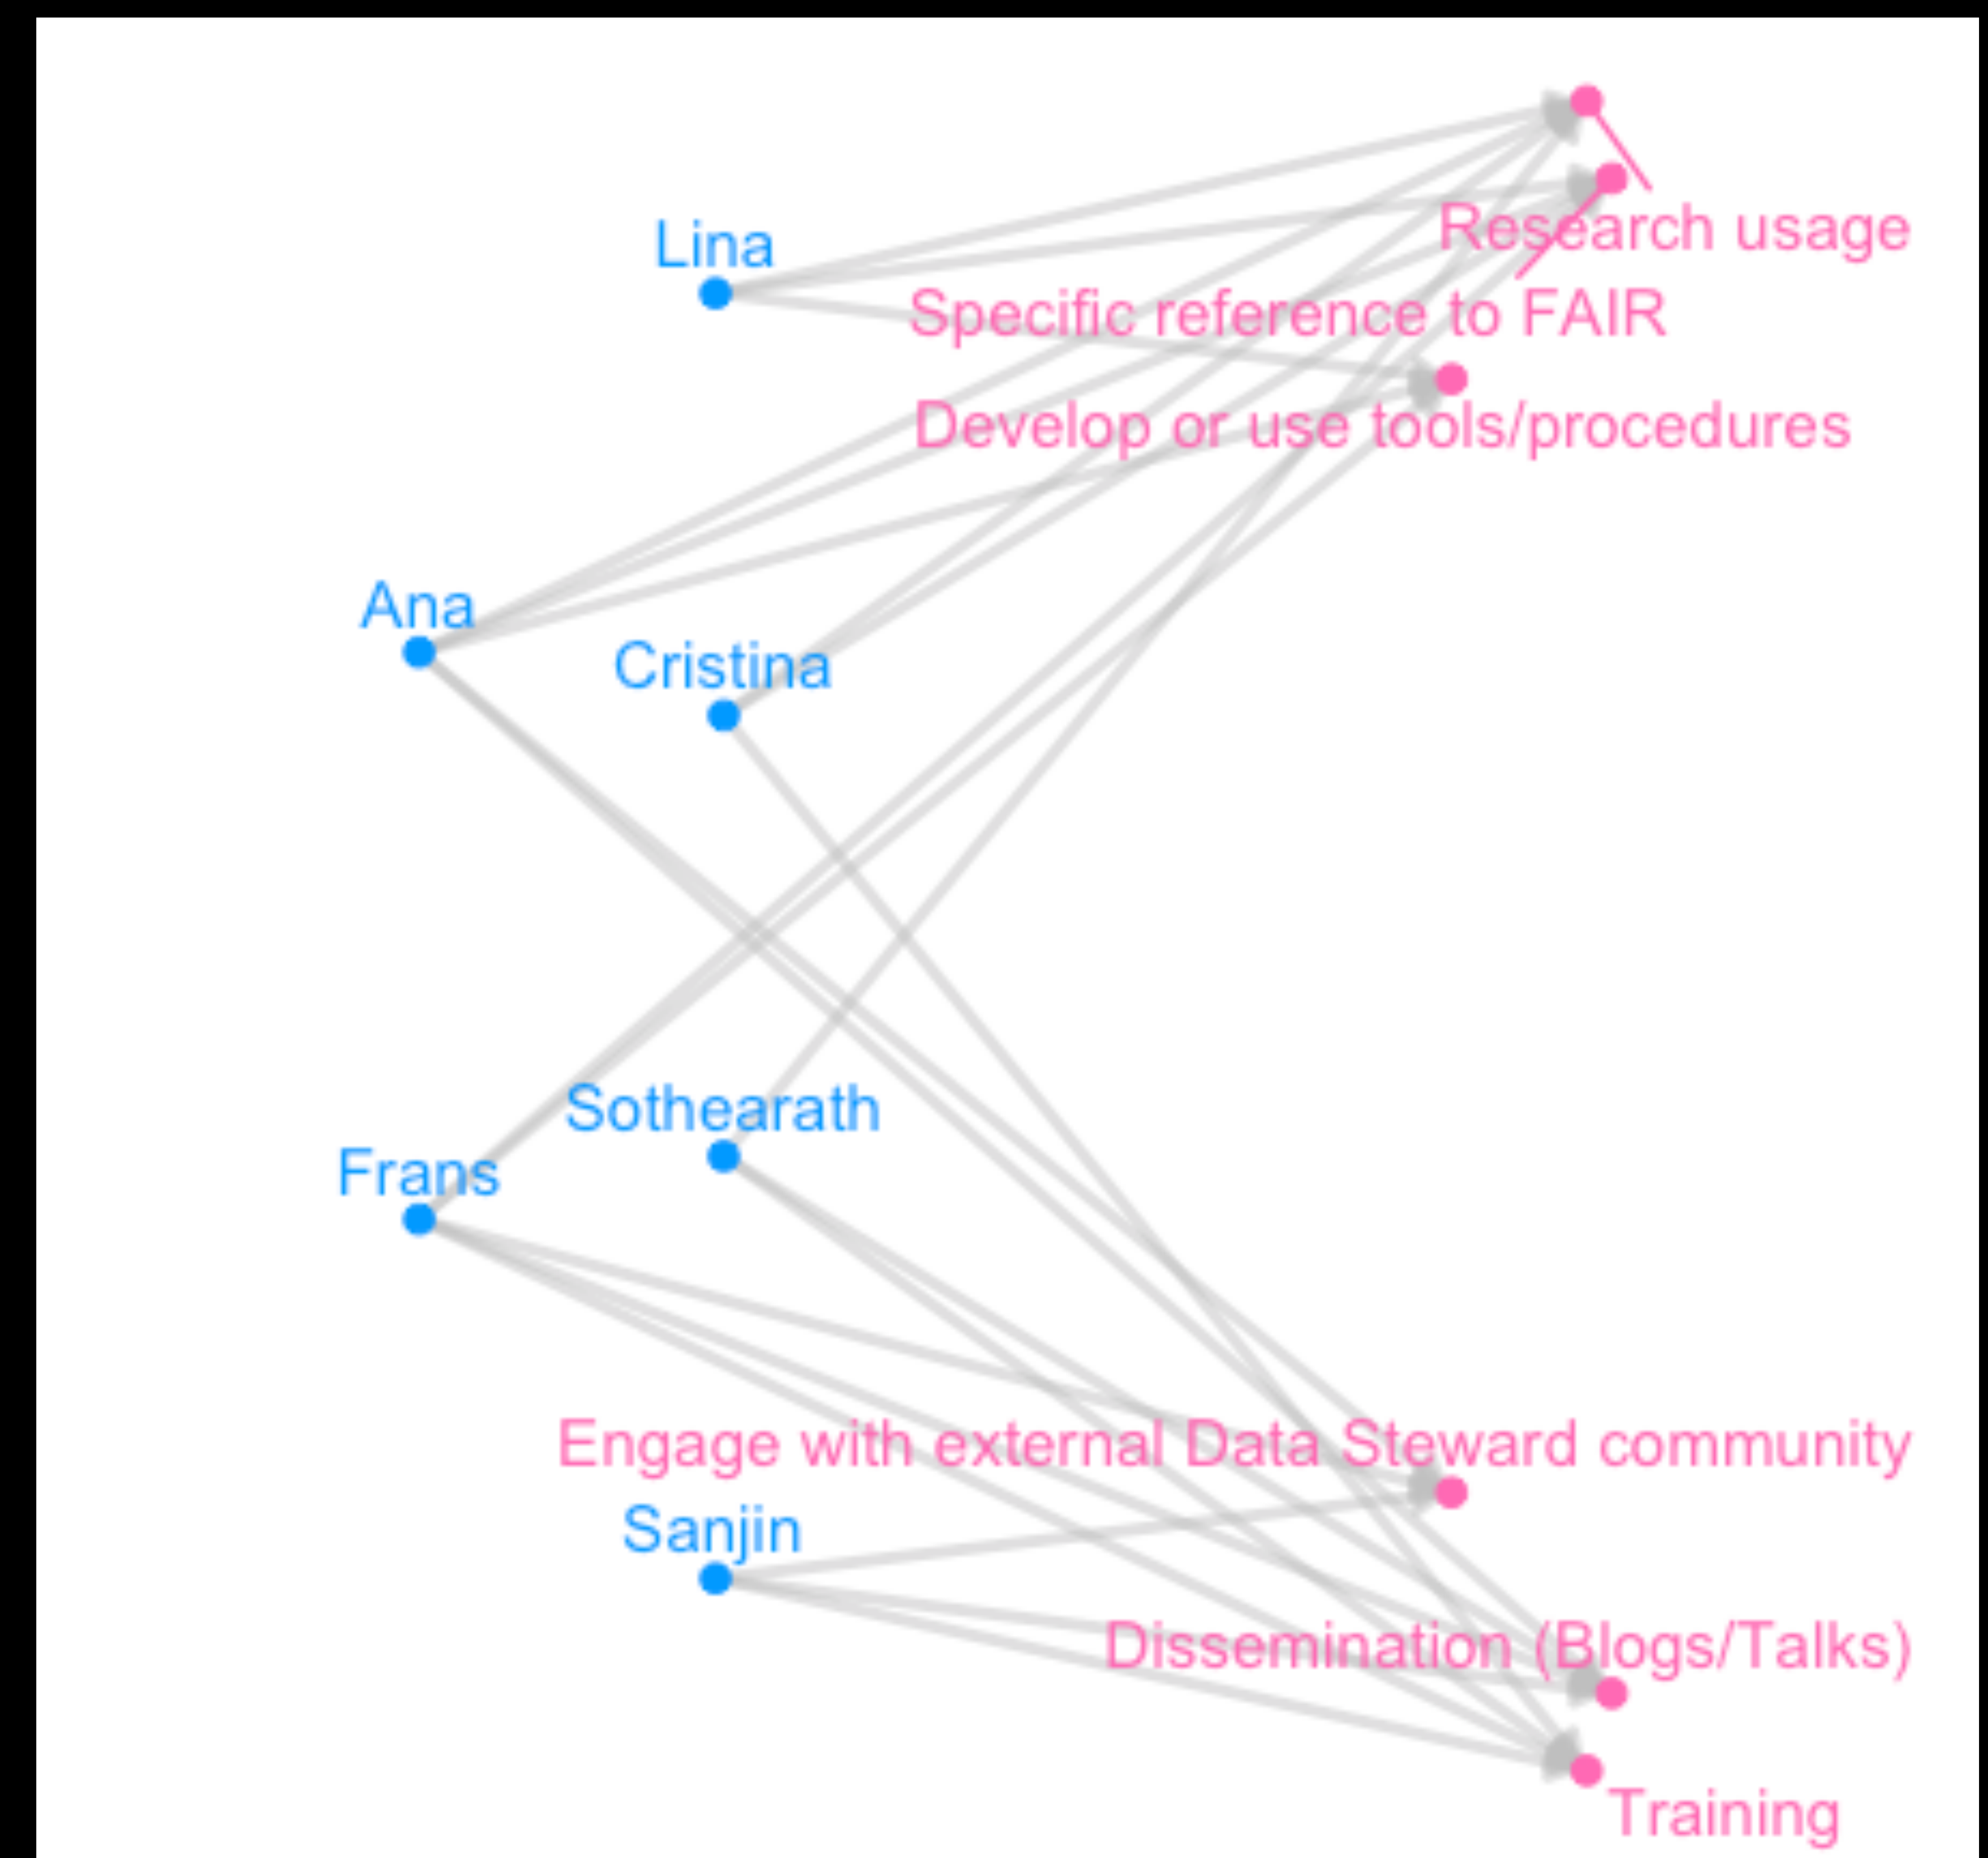 Lina
Research usage
Specific reference to FAIR
Develop or use tools/procedures
Ana
Cristina
Sothearath
Frans
Engage with external Data Steward community
Sanjin
Dissemination (Blogs/Talks)
Training